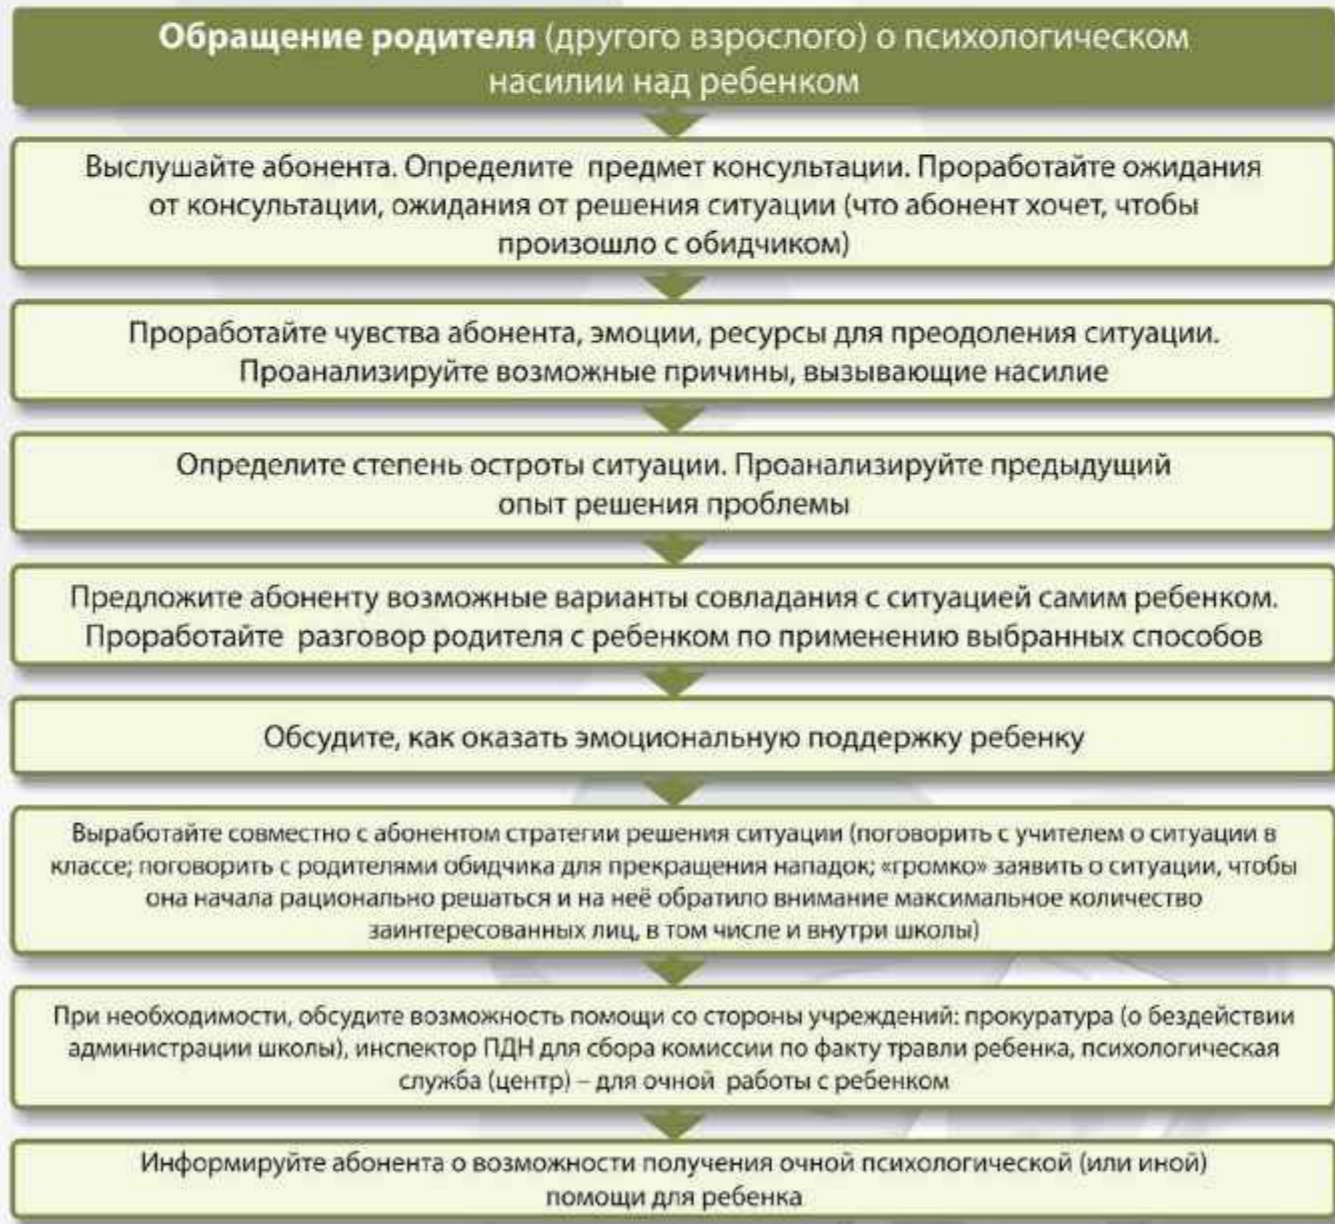 Обращение родителя (другого взрослого) о психологическом
насилии над ребенком
Выслушайте абонента. Определите предмет консультации. Проработайте ожидания
от консультации, ожидания от решения ситуации (что абонент хочет, чтобы
произошло с обидчиком)
Проработайте чувства абонента, эмоции, ресурсы для преодоления ситуации.
Проанализируйте возможные причины, вызывающие насилие
Определите степень остроты ситуации. Проанализируйте предыдущий
опыт решения проблемы
Предложите абоненту возможные варианты совладания с ситуацией самим ребенком.
Проработайте разговор родителя с ребенком по применению выбранных способов
Обсудите, как оказать эмоциональную поддержку ребенку
Выработайте совместно с абонентом стратегии решения ситуации (поговорить с учителем о ситуации в
классе; поговорить с родителями обидчика для прекращения нападок; «громко» заявить о ситуации, чтобы
она начала рационально решаться и на неё обратило внимание максимальное количество
заинтересованных лиц, в том числе и внутри школы)
При необходимости, обсудите возможность помощи со стороны учреждений: прокуратура (о бездействии
администрации школы), инспектор ПДН для сбора комиссии по факту травли ребенка, психологическая
служба (центр) – для очной работы с ребенком
Информируйте абонента о возможности получения очной психологической (или иной)
помощи для ребенка